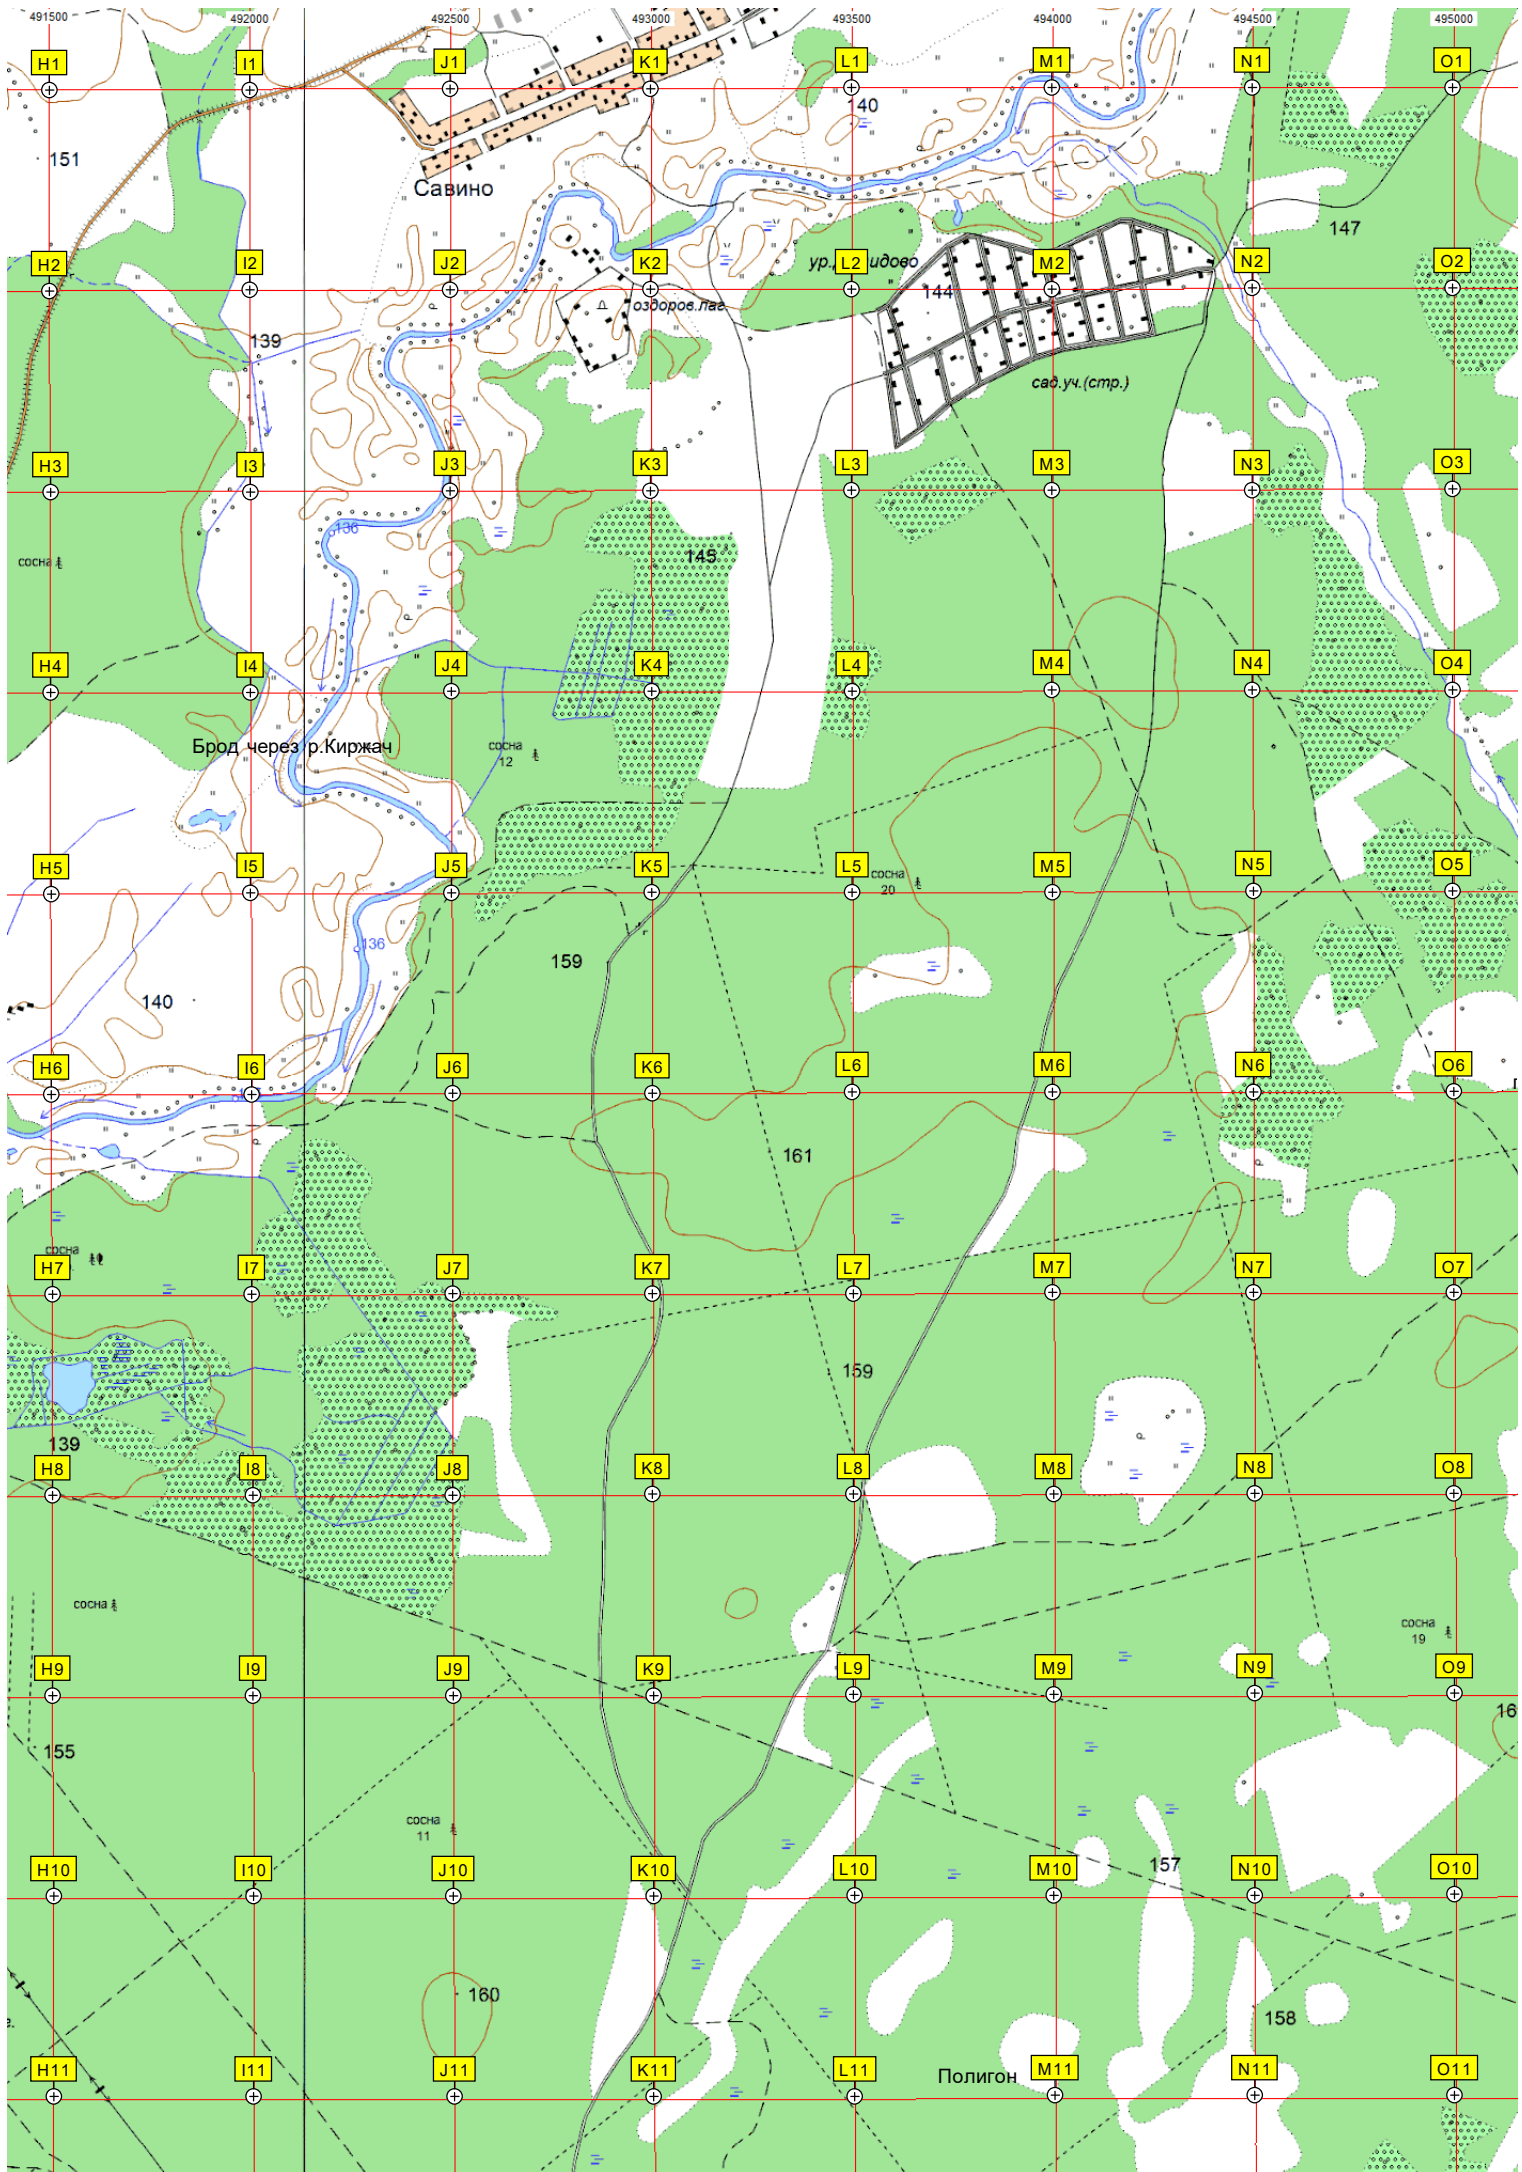 491500 492000 492500 493000 493500 494000 494500 495000
H1 I1 J1 K1 L1 M1 N1 O1
140
151
Савино
147
H2 I2 J2 K2 L2 M2 N2 O2
144
оздоров.лаг.
139
сад.уч.(стр.)
H3 I3 J3 K3 L3 M3 N3 O3
136
145
сосна
H4 I4 J4 K4 L4 M4 N4 O4
Брод через р.Киржач
сосна
12
H5 I5 J5 K5 L5 M5 N5 O5
сосна
20
136
159
140
H6 I6 J6 K6 L6 M6 N6 O6
161
сосна
H7 I7 J7 K7 L7 M7 N7 O7
159
139
H8 I8 J8 K8 L8 M8 N8 O8
сосна
сосна
19
H9 I9 J9 K9 L9 M9 N9 O9
155
сосна
11
H10 I10 J10 K10 L10 M10 N10 O10
157
160
158
H11 I11 J11 K11 L11 M11 N11 O11
Полигон